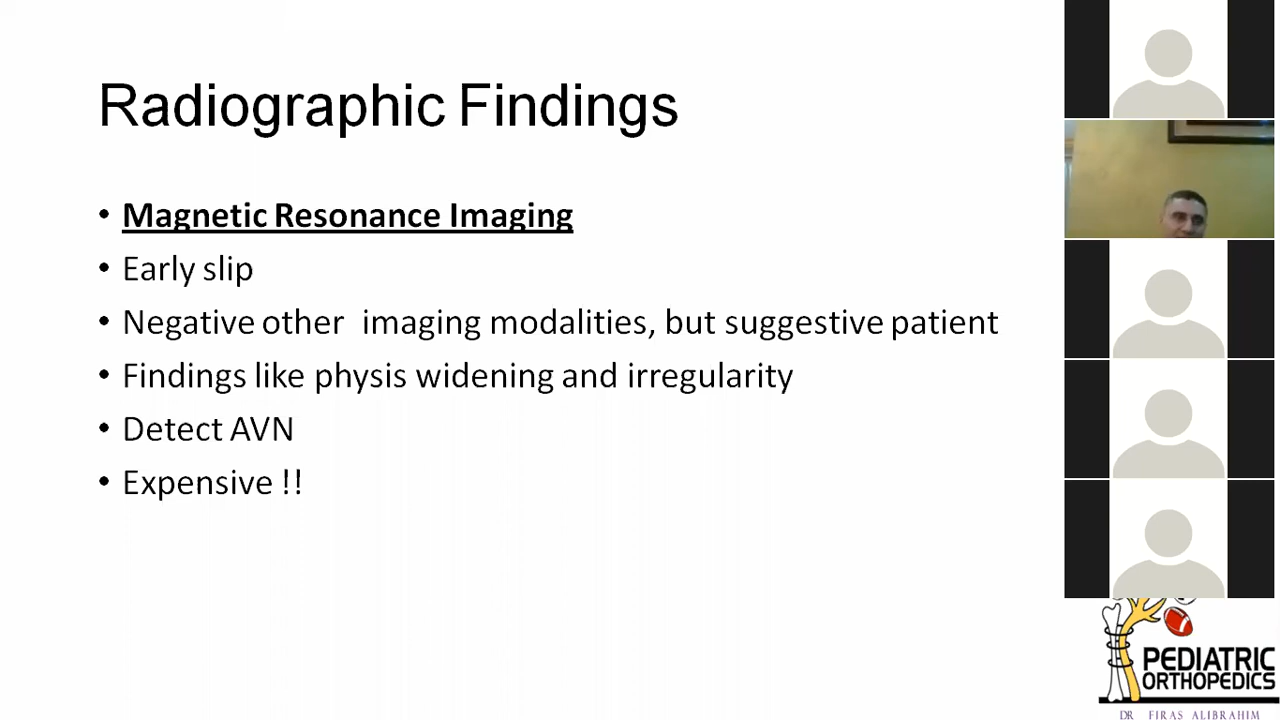 Radiographic Findings
• Magnetic Resonance Imaging
• Early slip
• Negative other  imaging modalities, but suggestive patient
• Findings like physis widening and irregularity
• Detect AVN
• Expensive !!
PEDIATRIC
ORTHOPEDICS
DR FIRAS ALIBRAHIM